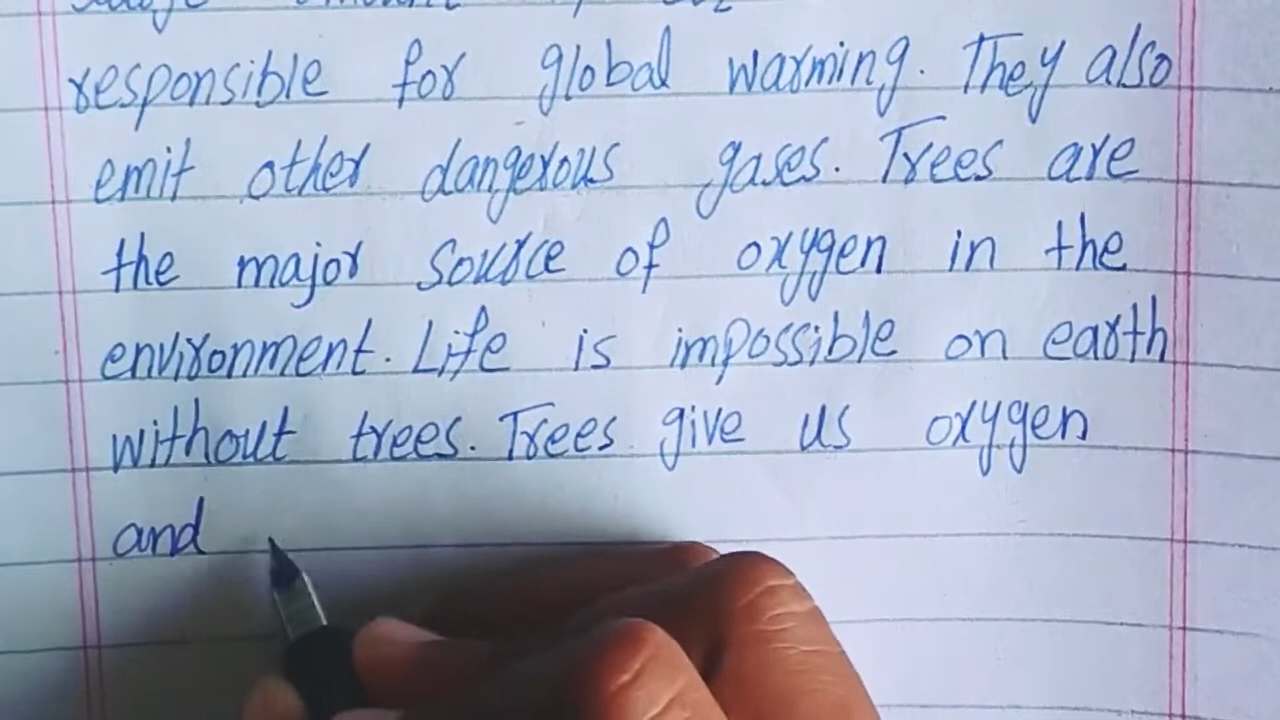 responsible for global warming. They also
emit other dangerous gases. Trees are
the major source of oxygen in the
environment. Life is impossible on earth
without trees. Trees give us oxygen
and